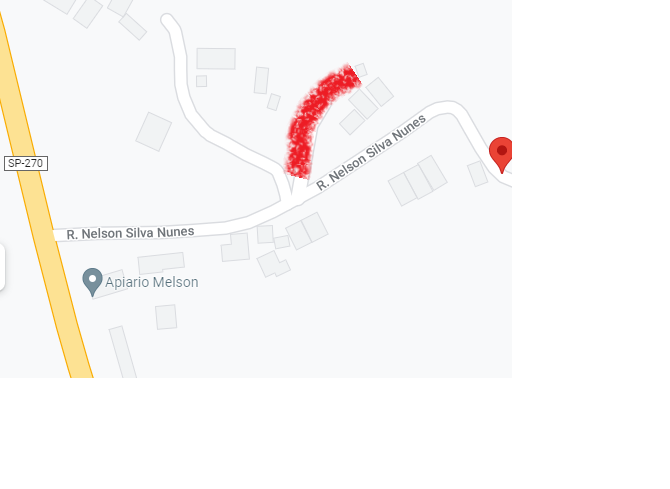 R. Nelson Silva Nunes
SP-270
R. Nelson Silva Nunes
Apiario Melson